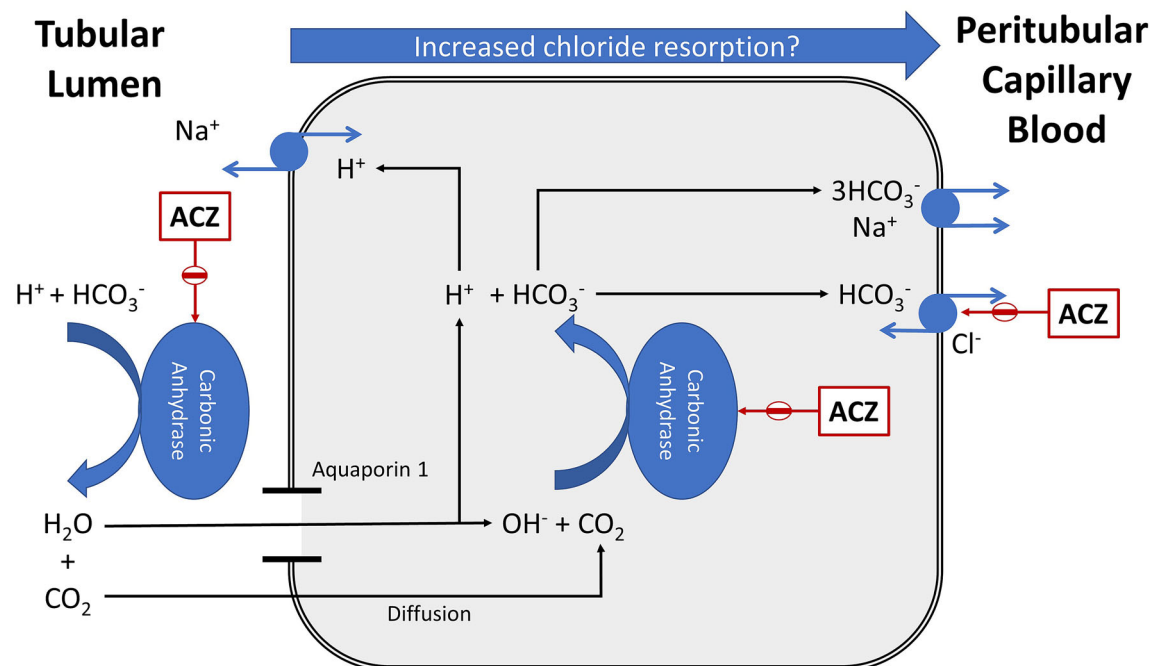 Tubular
Lumen
Increased chloride resorption?
Peritubular
Capillary
Blood
Na⁺
H⁺
ACZ
3HCO₃⁻
Na⁺
H⁺ + HCO₃⁻
H⁺ + HCO₃⁻
HCO₃⁻
ACZ
Cl⁻
Carbonic
Anhydrase
Carbonic
Anhydrase
ACZ
Aquaporin 1
H₂O
OH⁻ + CO₂
+
CO₂
Diffusion